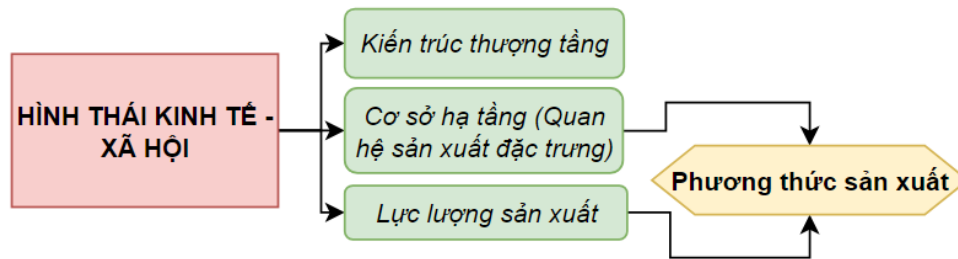 HÌNH THÁI KINH TẾ -
XÃ HỘI
Kiến trúc thượng tầng
Cơ sở hạ tầng (Quan
hệ sản xuất đặc trưng)
Lực lượng sản xuất
Phương thức sản xuất